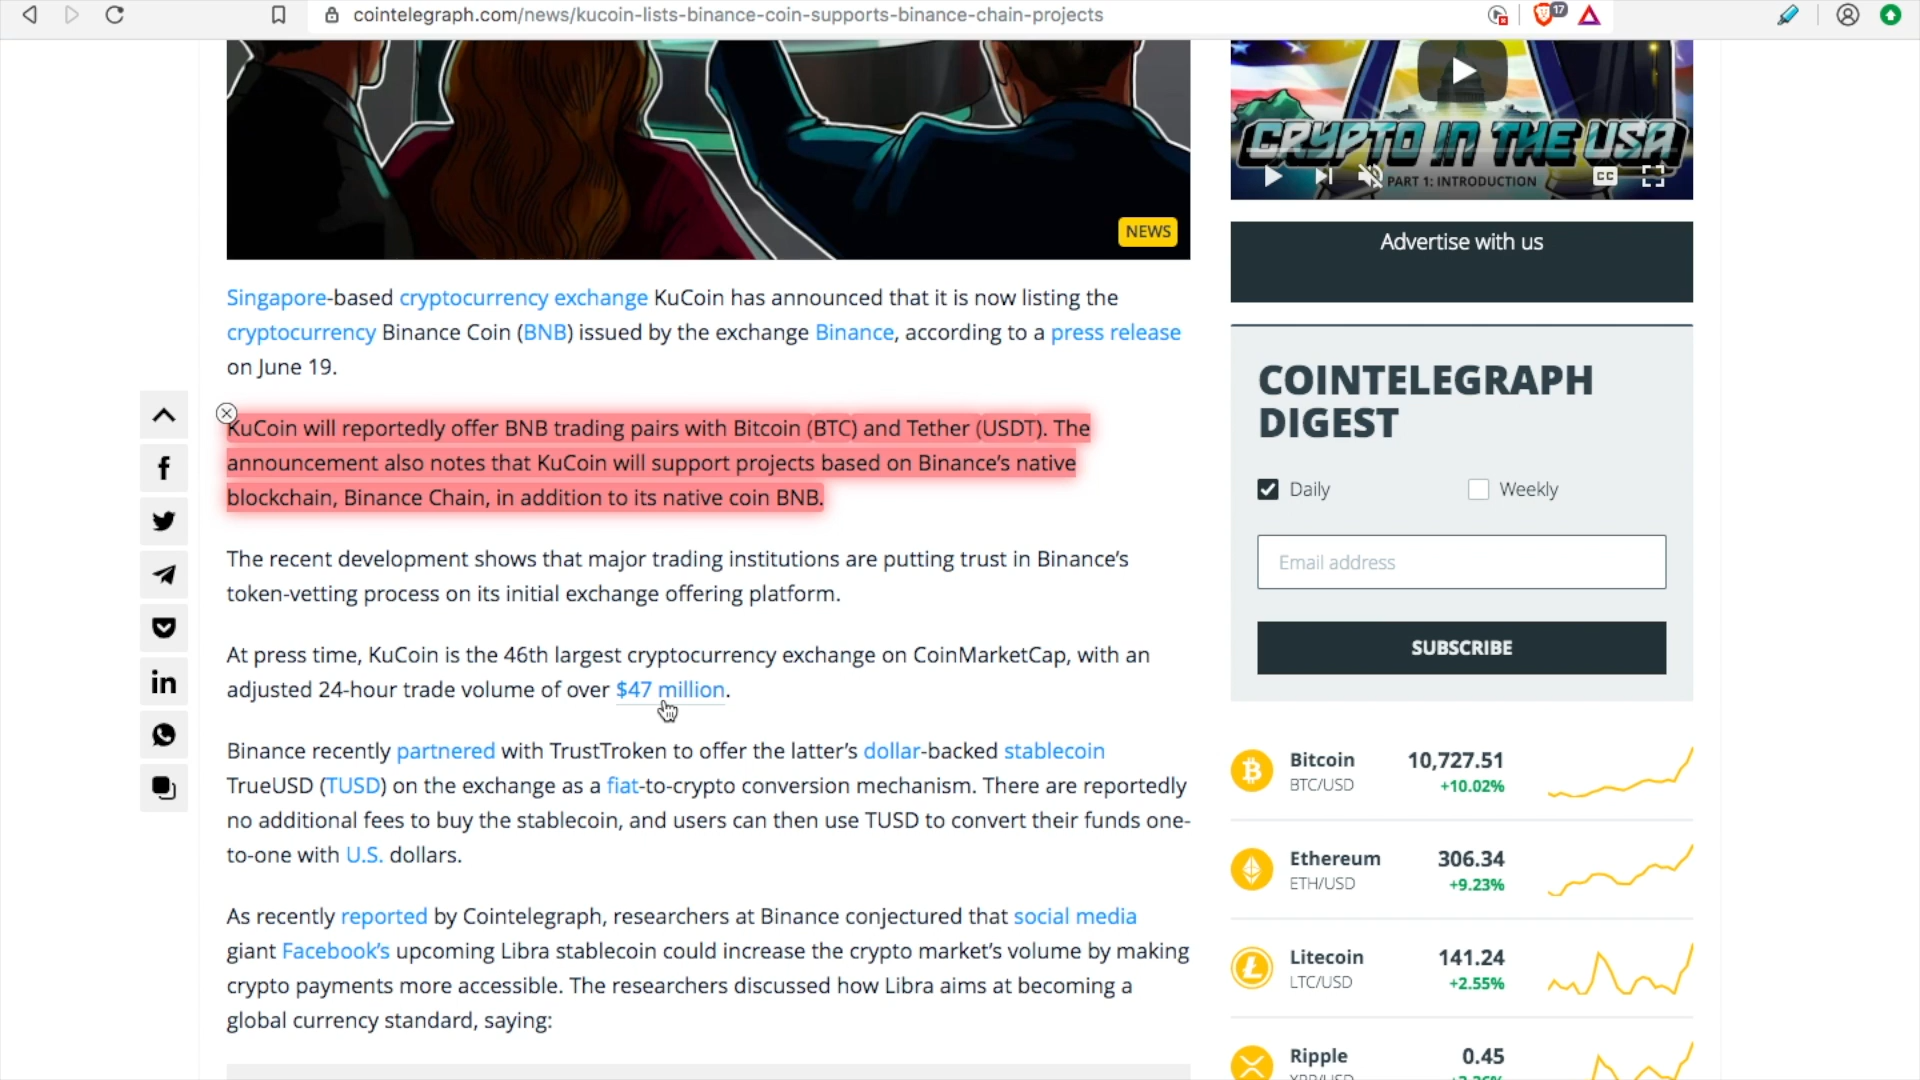 cointelegraph.com/news/kucoin-lists-binance-coin-supports-binance-chain-projects
17
NEWS
Singapore-based cryptocurrency exchange KuCoin has announced that it is now listing the
cryptocurrency Binance Coin (BNB) issued by the exchange Binance, according to a press release
on June 19.
KuCoin will reportedly offer BNB trading pairs with Bitcoin (BTC) and Tether (USDT). The
announcement also notes that KuCoin will support projects based on Binance’s native
blockchain, Binance Chain, in addition to its native coin BNB.
The recent development shows that major trading institutions are putting trust in Binance’s
token-vetting process on its initial exchange offering platform.
At press time, KuCoin is the 46th largest cryptocurrency exchange on CoinMarketCap, with an
adjusted 24-hour trade volume of over $47 million.
Binance recently partnered with TrustTroken to offer the latter’s dollar-backed stablecoin
TrueUSD (TUSD) on the exchange as a fiat-to-crypto conversion mechanism. There are reportedly
no additional fees to buy the stablecoin, and users can then use TUSD to convert their funds one-
to-one with U.S. dollars.
As recently reported by Cointelegraph, researchers at Binance conjectured that social media
giant Facebook’s upcoming Libra stablecoin could increase the crypto market’s volume by making
crypto payments more accessible. The researchers discussed how Libra aims at becoming a
global currency standard, saying:
CRYPTO IN THE USA
PART 1: INTRODUCTION
CC
Advertise with us
COINTELEGRAPH
DIGEST
Daily Weekly
Email address
SUBSCRIBE
Bitcoin 10,727.51
BTC/USD +10.02%
Ethereum 306.34
ETH/USD +9.23%
Litecoin 141.24
LTC/USD +2.55%
Ripple 0.45
XRP/USD